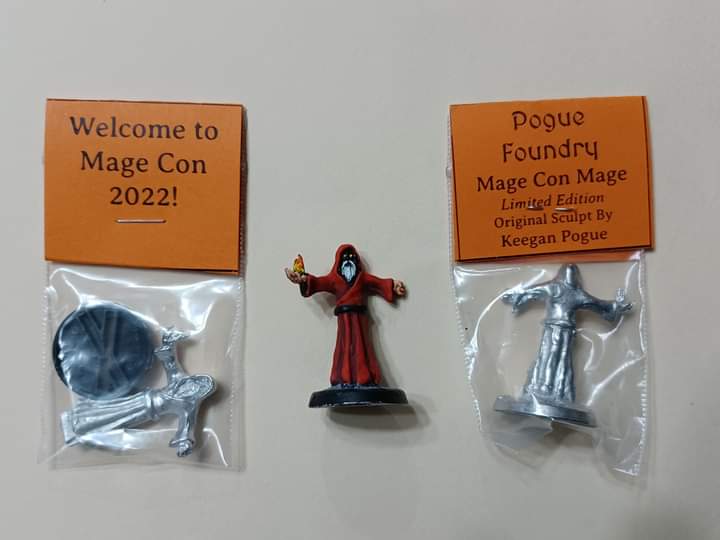 Welcome to
Mage Con
2022!
Pogue
Foundry
Mage Con Mage
Limited Edition
Original Sculpt By
Keegan Pogue